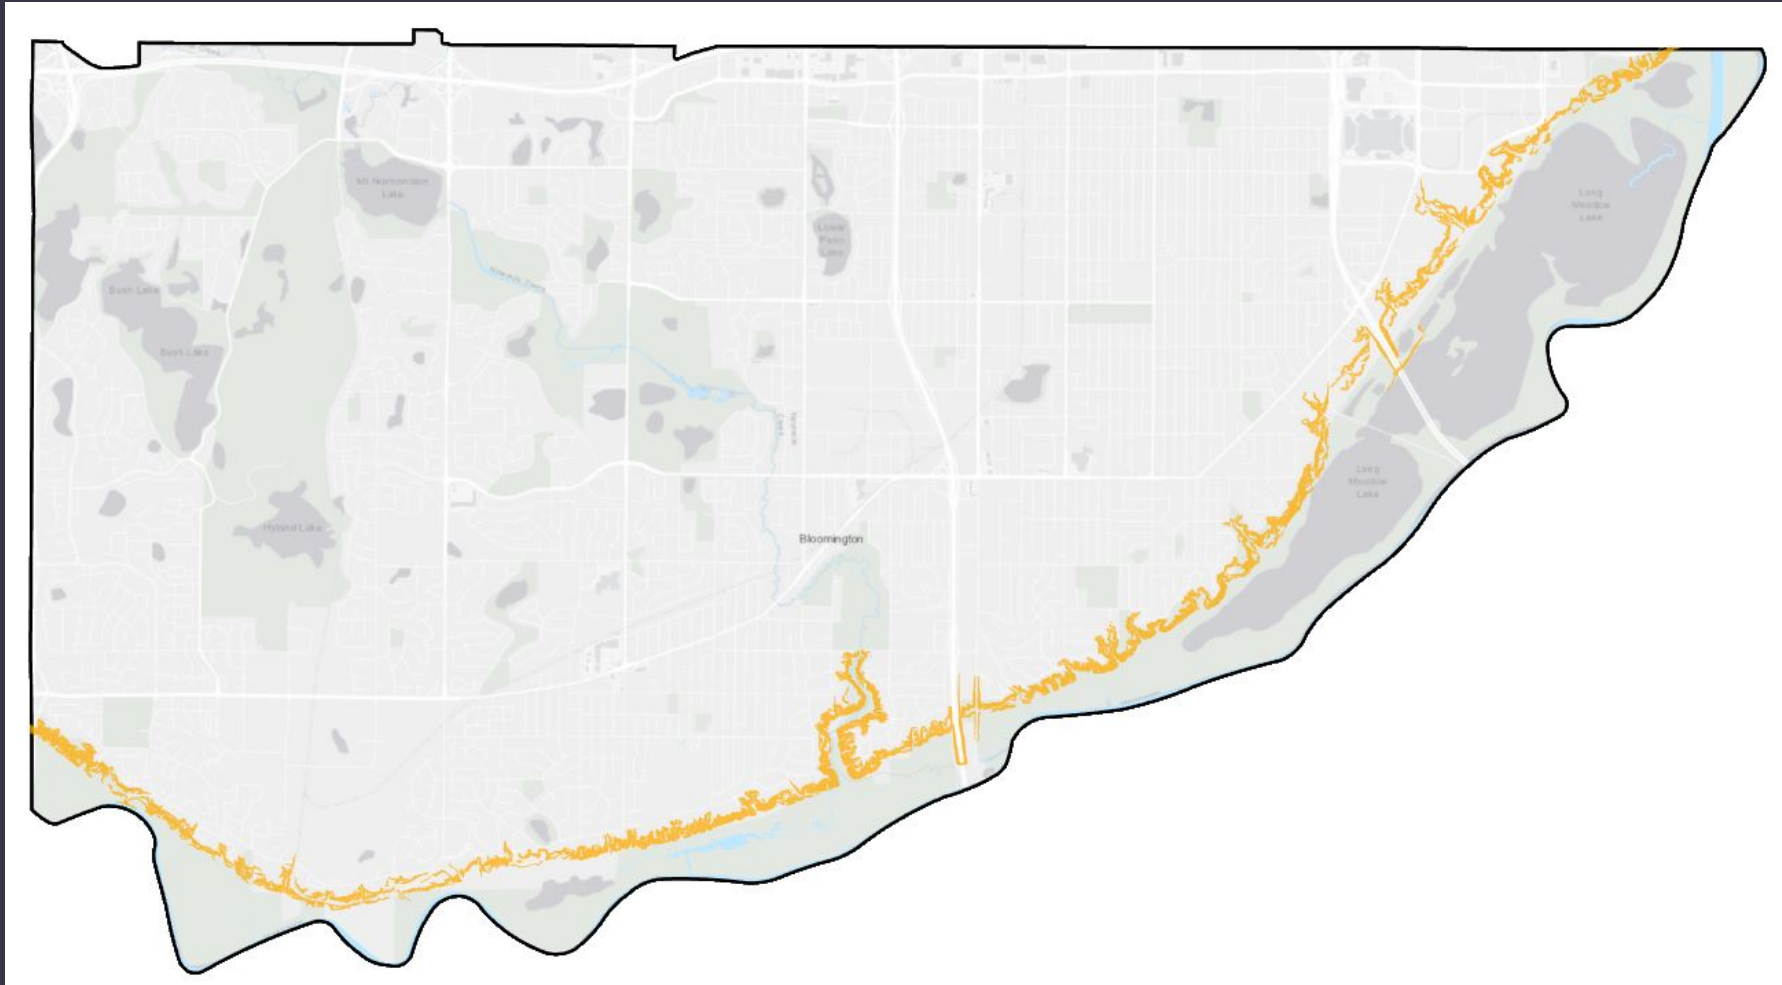 Mt Normandale
Lake
Lower
Penn
Lake
Long
Meadow
Lake
Bush Lake
Bush Lake
Long
Meadow
Lake
Hyland Lake
Bloomington